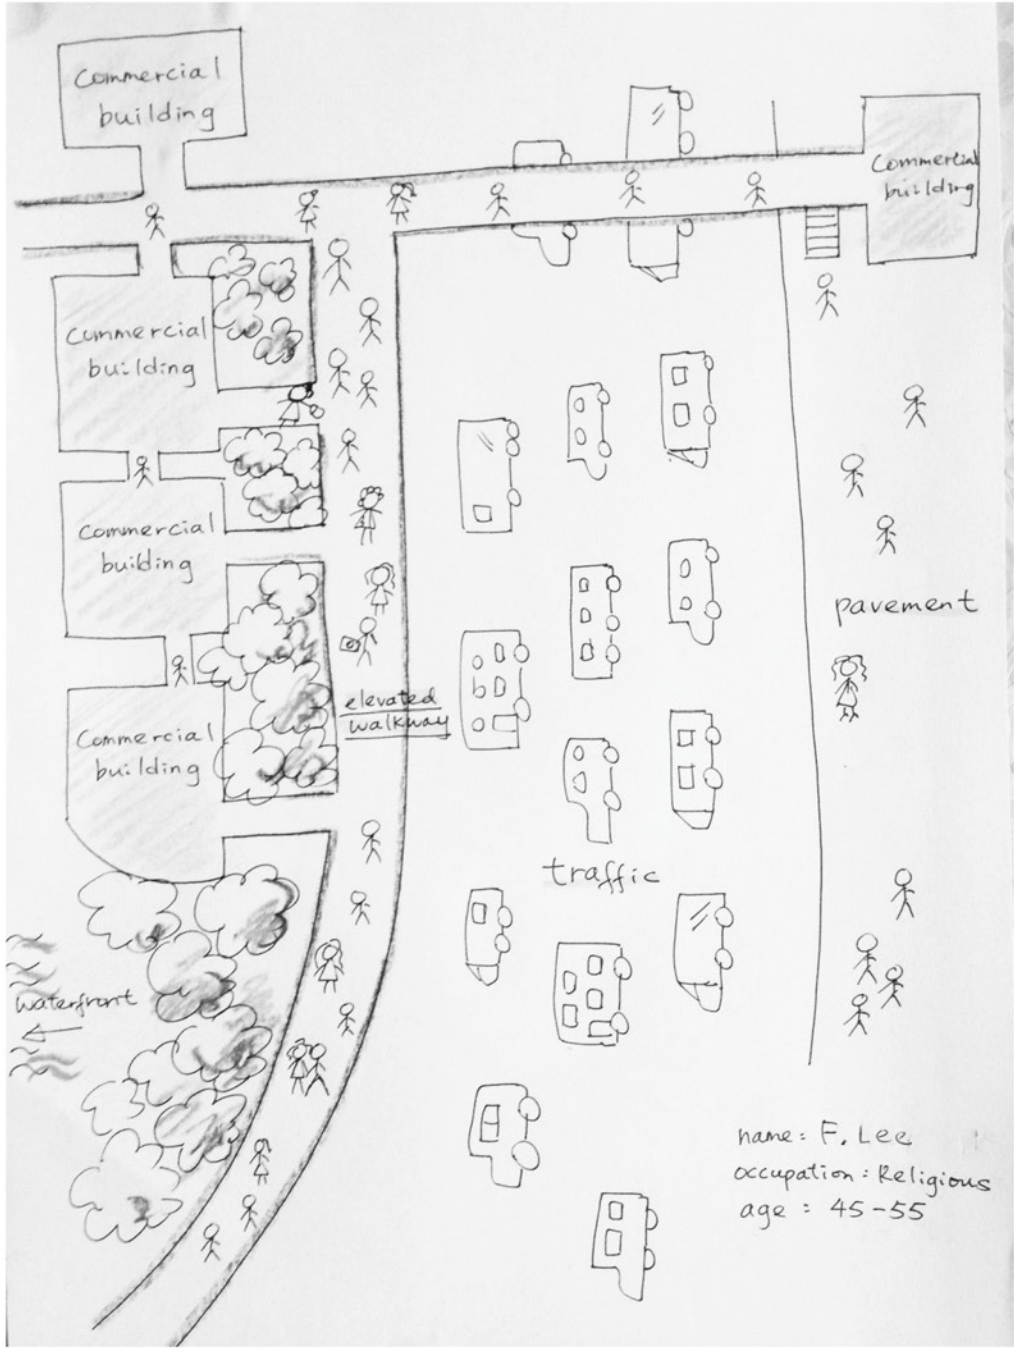 Commercial
building
Commercial
building
Commercial
building
Commercial
building
pavement
elevated
walkway
Commercial
building
traffic
waterfront
name: F. Lee
occupation: Religious
age: 45-55